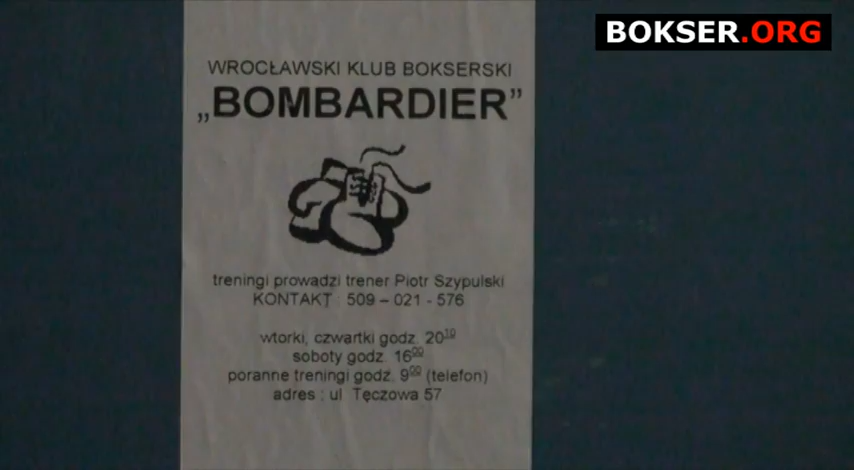 BOKSER.ORG
WROCŁAWSKI KLUB BOKSERSKI
„BOMBARDIER”
treningi prowadzi trener Piotr Szypulski
KONTAKT : 509 – 021 - 576
wtorki, czwartki godz. 20¹⁰
soboty godz. 16⁰⁰
poranne treningi godz. 9⁰⁰ (telefon)
adres : ul. Tęczowa 57